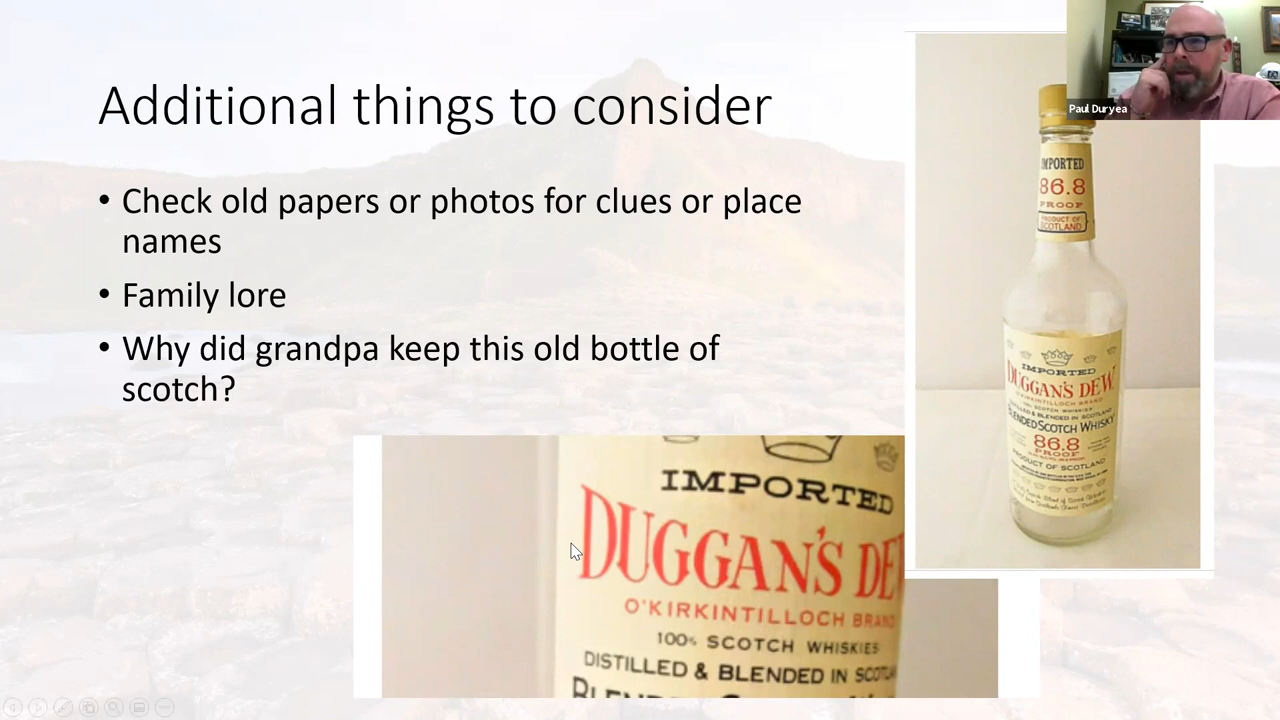 Additional things to consider
• Check old papers or photos for clues or place
names
• Family lore
• Why did grandpa keep this old bottle of
scotch?
Paul Duryea
IMPORTED
86.8
PROOF
PRODUCT OF
SCOTLAND
IMPORTED
DUGGAN'S DEW
O'KIRKINTILLOCH BRAND
100% SCOTCH WHISKIES
DISTILLED & BLENDED IN SCOTLAND
BLENDED SCOTCH WHISKY
86.8
PROOF
PRODUCT OF SCOTLAND
IMPORTED
DUGGAN'S DE
O'KIRKINTILLOCH BRAND
100% SCOTCH WHISKIES
DISTILLED & BLENDED IN SCOTLA